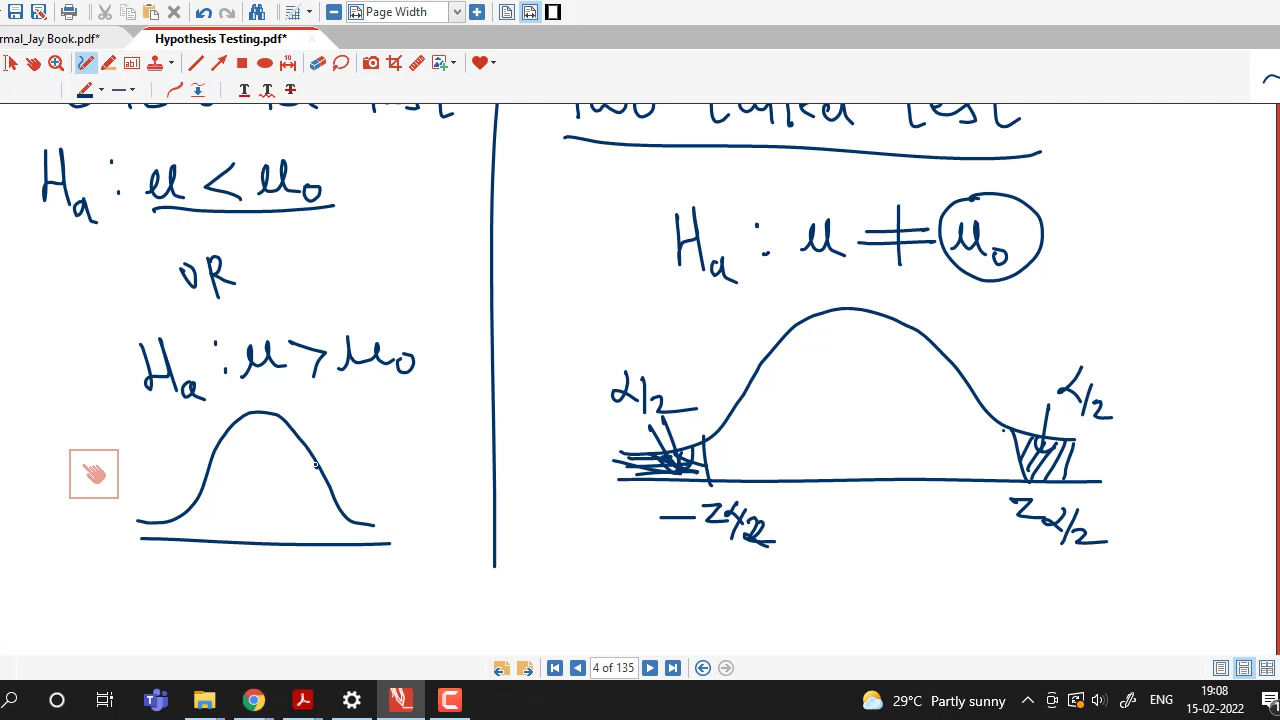 Page Width
rmal_Jay Book.pdf*
Hypothesis Testing.pdf*
Two Tailed Test
Ha : μ < μ0
OR
Ha : μ > μ0
Ha : μ ≠ μ0
α/2
α/2
- Zα/2
Zα/2
4 of 135
29°C Partly sunny
ENG
19:08
15-02-2022